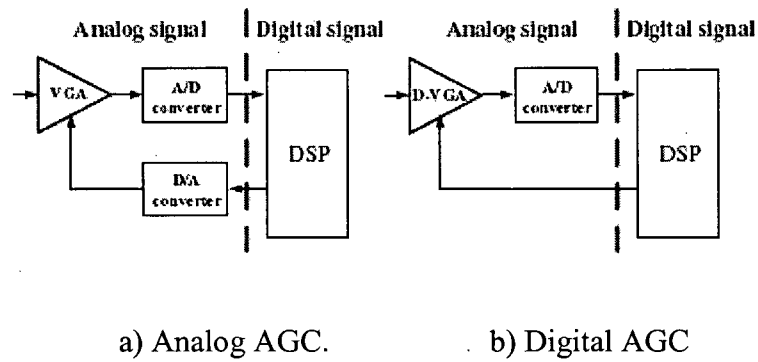 Analog signal
Digital signal
VGA
A/D
converter
D/A
converter
DSP
Analog signal
Digital signal
D-VGA
A/D
converter
DSP
a) Analog AGC.
b) Digital AGC